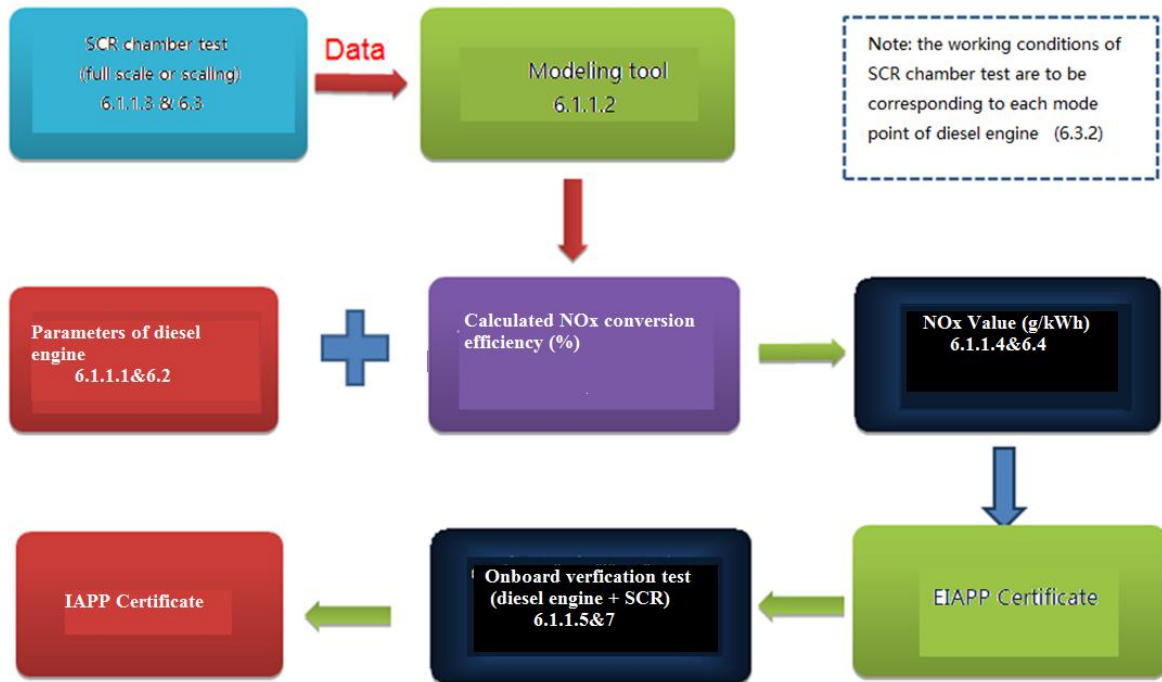 SCR chamber test
(full scale or scaling)
6.1.1.3 & 6.3
Data
Modeling tool
6.1.1.2
Note: the working conditions of
SCR chamber test are to be
corresponding to each mode
point of diesel engine (6.3.2)
Parameters of diesel
engine
6.1.1.1&6.2
Calculated NOx conversion
efficiency (%)
NOx Value (g/kWh)
6.1.1.4&6.4
IAPP Certificate
Onboard verfication test
(diesel engine + SCR)
6.1.1.5&7
EIAPP Certificate